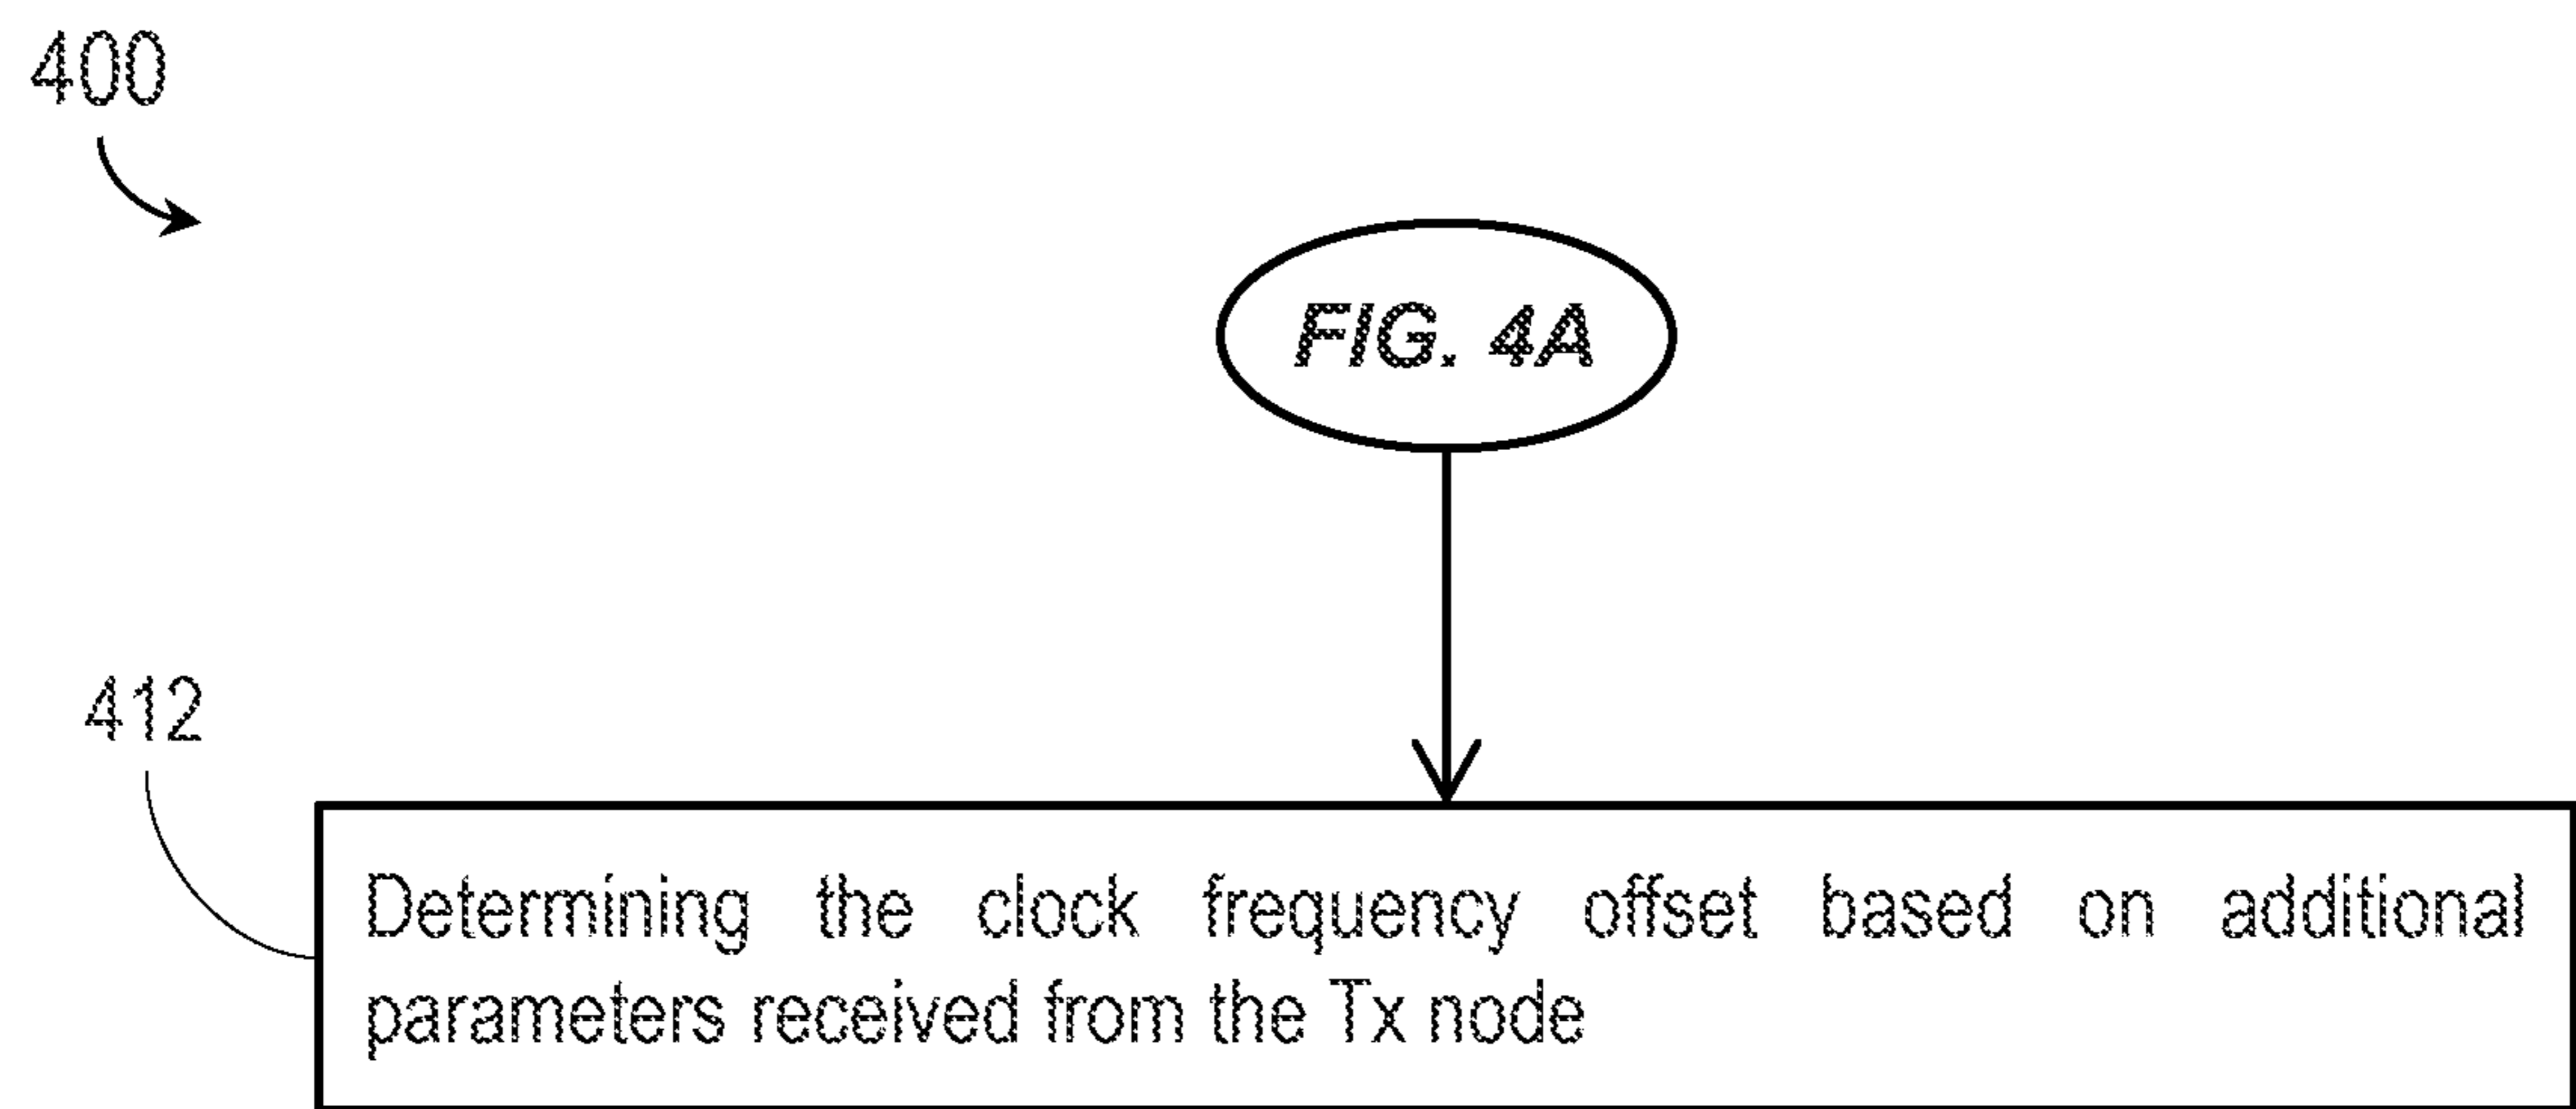 400
FIG. 4A
412
Determining the clock frequency offset based on additional
parameters received from the Tx node